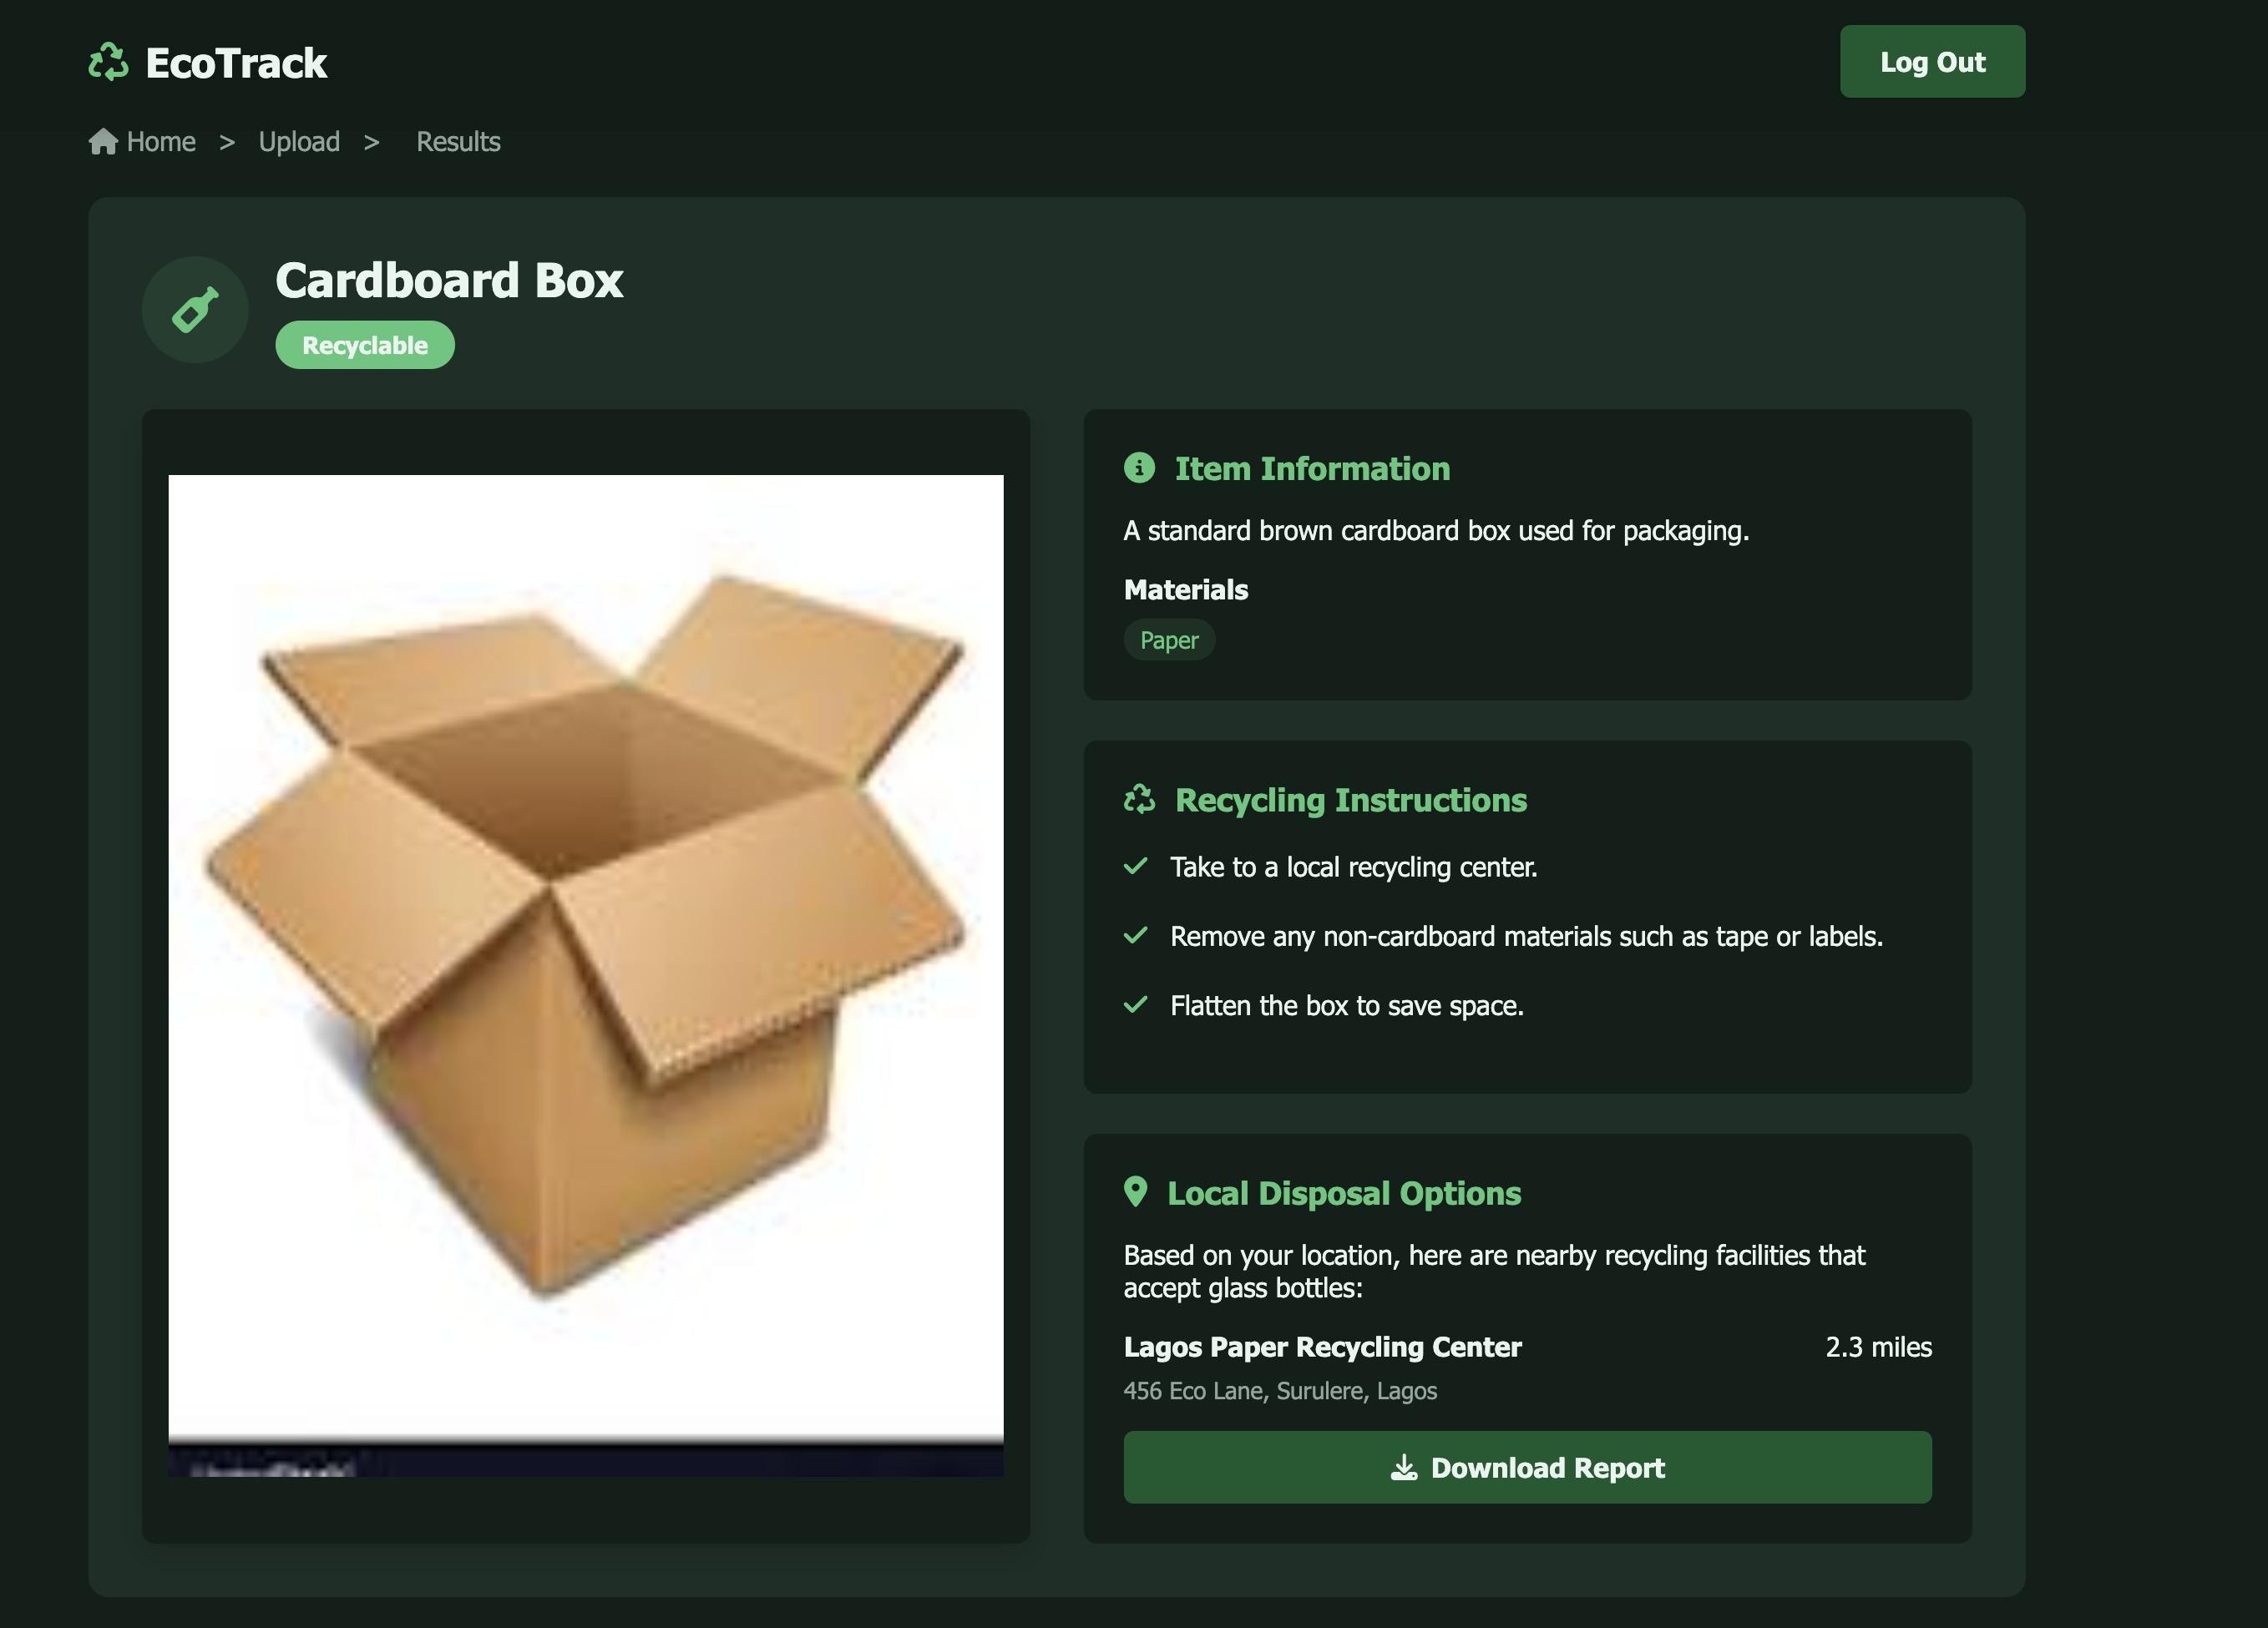 EcoTrack
Log Out
Home > Upload > Results
Cardboard Box
Recyclable
Item Information
A standard brown cardboard box used for packaging.
Materials
Paper
Recycling Instructions
Take to a local recycling center.
Remove any non-cardboard materials such as tape or labels.
Flatten the box to save space.
Local Disposal Options
Based on your location, here are nearby recycling facilities that
accept glass bottles:
Lagos Paper Recycling Center 2.3 miles
456 Eco Lane, Surulere, Lagos
Download Report